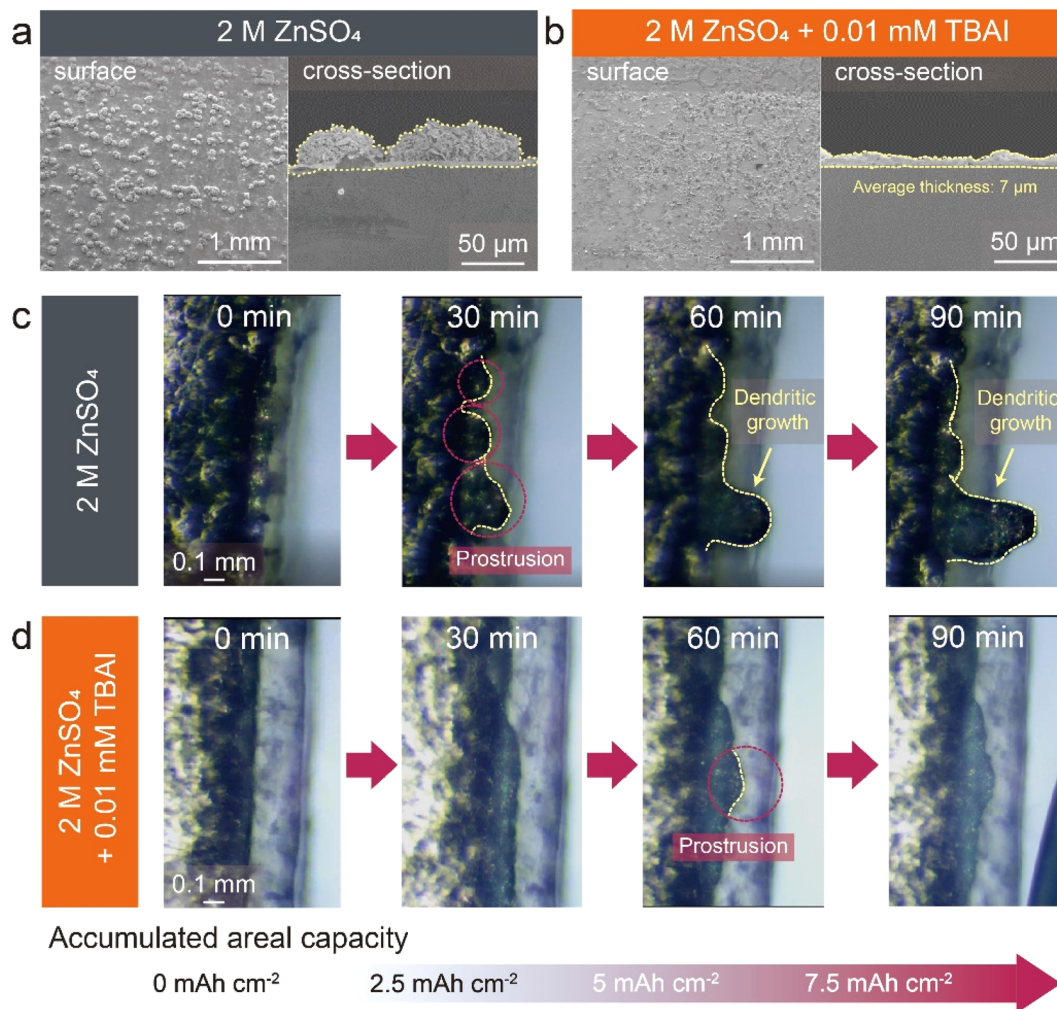 a
2 M ZnSO₄
surface
cross-section
1 mm
50 µm
b
2 M ZnSO₄ + 0.01 mM TBAI
surface
cross-section
Average thickness: 7 µm
1 mm
50 µm
c
2 M ZnSO₄
0 min
30 min
60 min
90 min
0.1 mm
Prostrusion
Dendritic
growth
Dendritic
growth
d
2 M ZnSO₄
+ 0.01 mM TBAI
0 min
30 min
60 min
90 min
0.1 mm
Prostrusion
Accumulated areal capacity
0 mAh cm⁻²
2.5 mAh cm⁻²
5 mAh cm⁻²
7.5 mAh cm⁻²